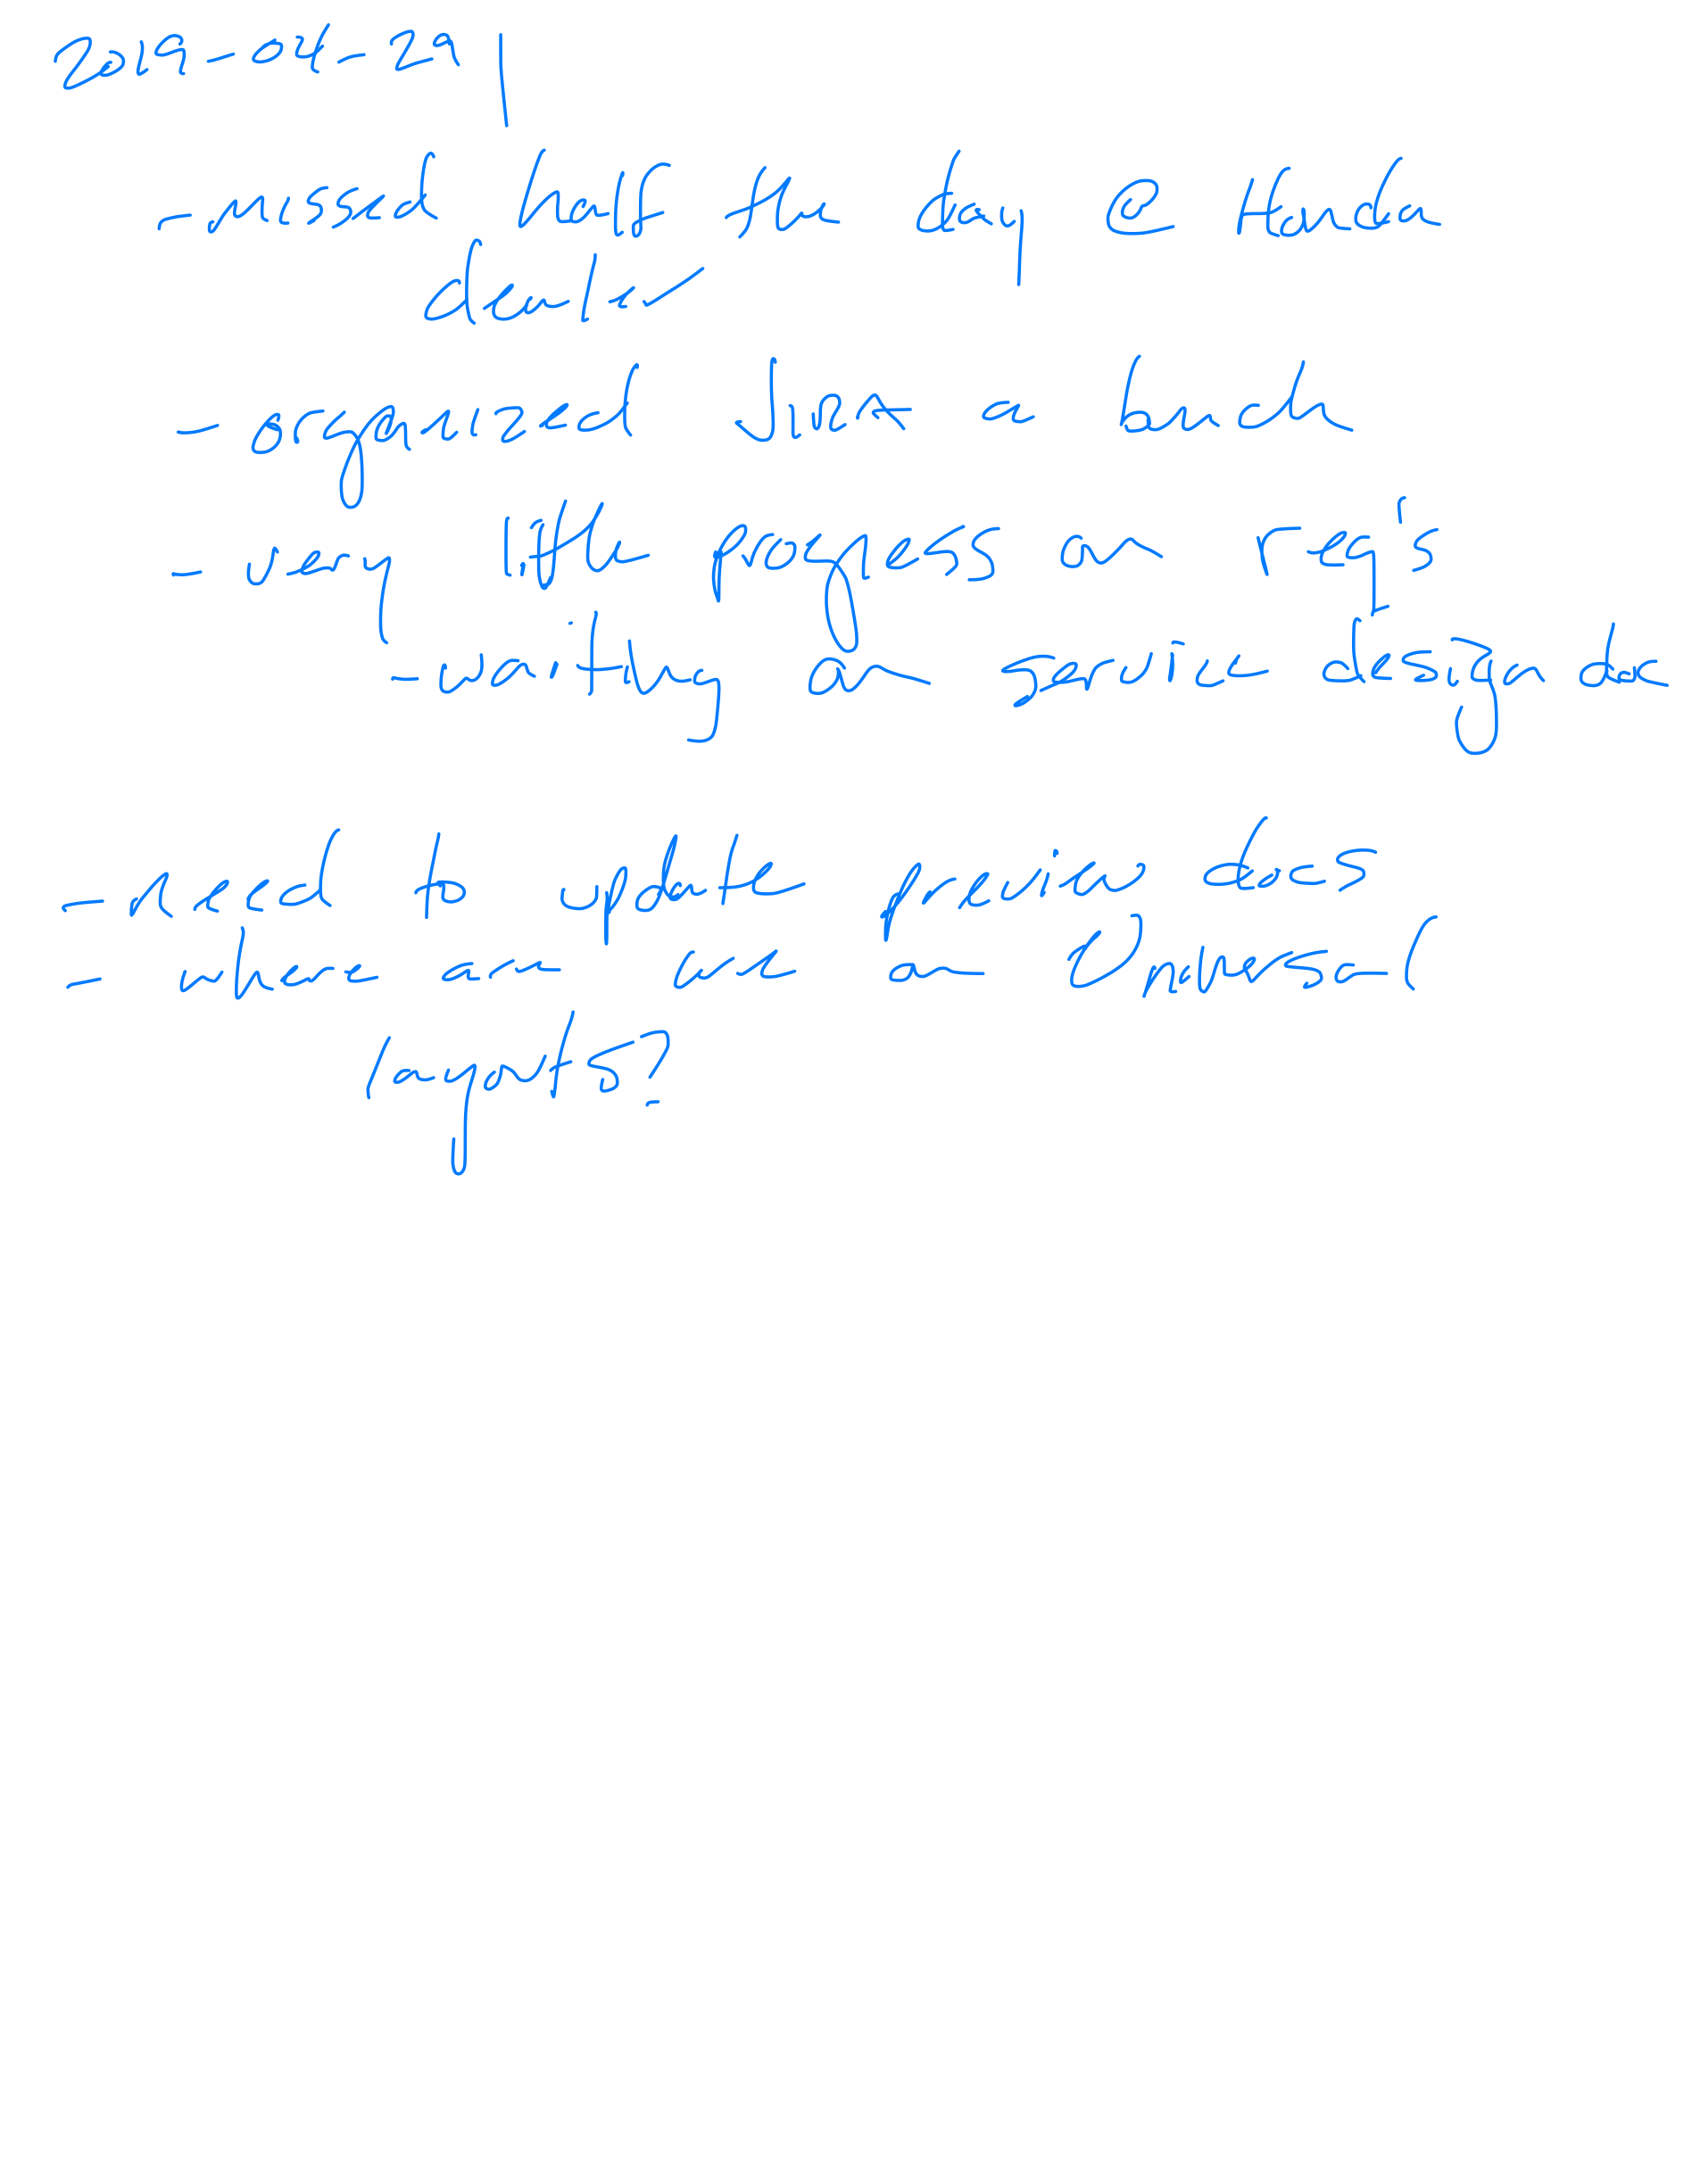 2019-04-29
- missed half the day @ Honda
dealer
- organized Jira a bunch
- very little progress on req's
- waiting on service design doc
- need to update previous docs
- where are we on Universal
Layouts?